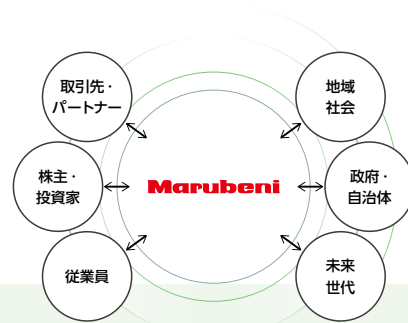 取引先・
パートナー
地域
社会
株主・
投資家
Marubeni
政府・
自治体
従業員
未来
世代